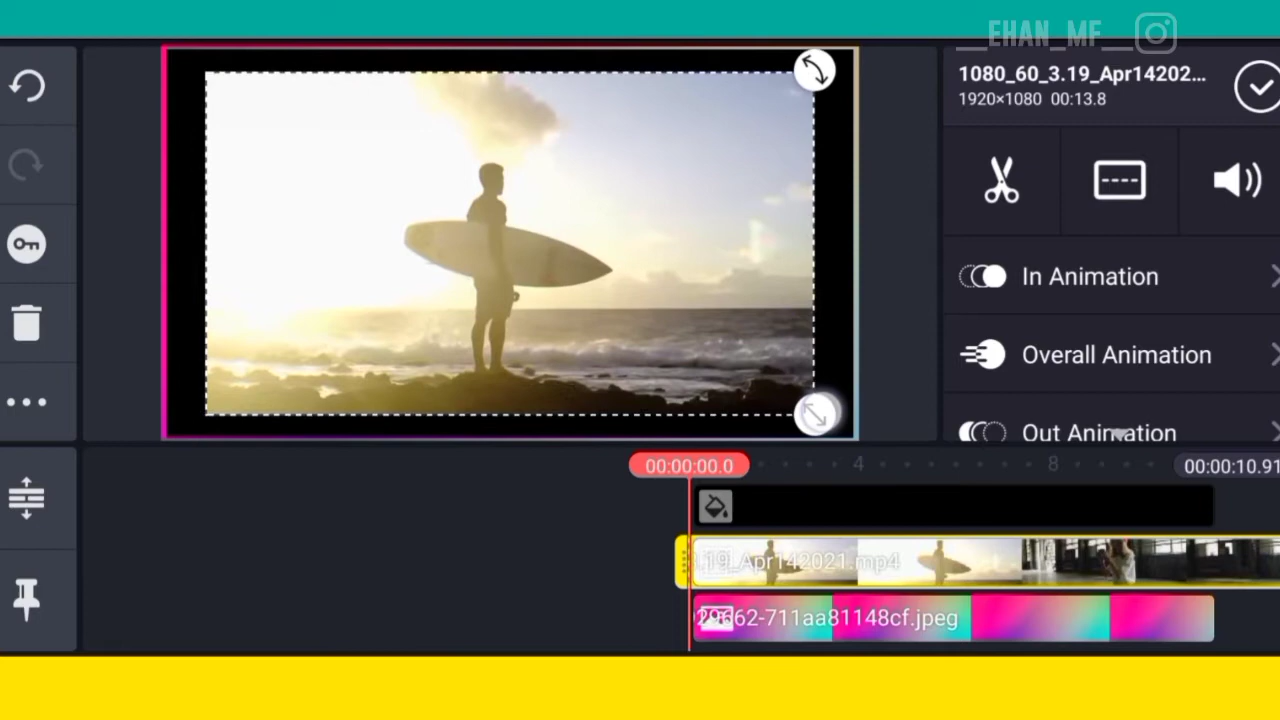 __EHAN_MF__
1080_60_3.19_Apr14202...
1920×1080 00:13.8
In Animation
Overall Animation
Out Animation
00:00:00.0
4
8
00:00:10.91
.19_Apr142021.mp4
29662-711aa81148cf.jpeg